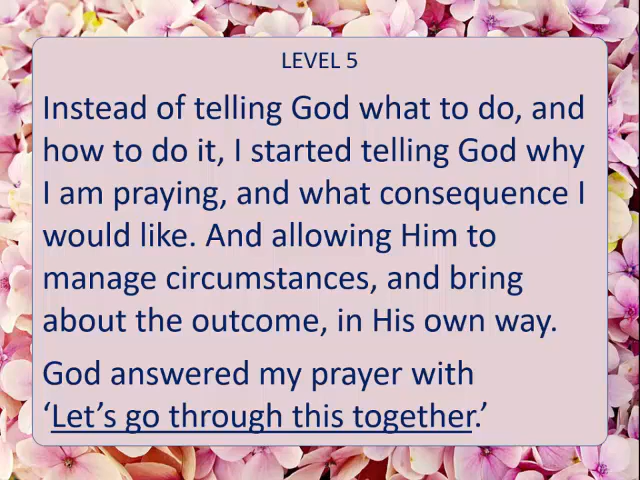 LEVEL 5
Instead of telling God what to do, and
how to do it, I started telling God why
I am praying, and what consequence I
would like. And allowing Him to
manage circumstances, and bring
about the outcome, in His own way.
God answered my prayer with
‘Let’s go through this together.’